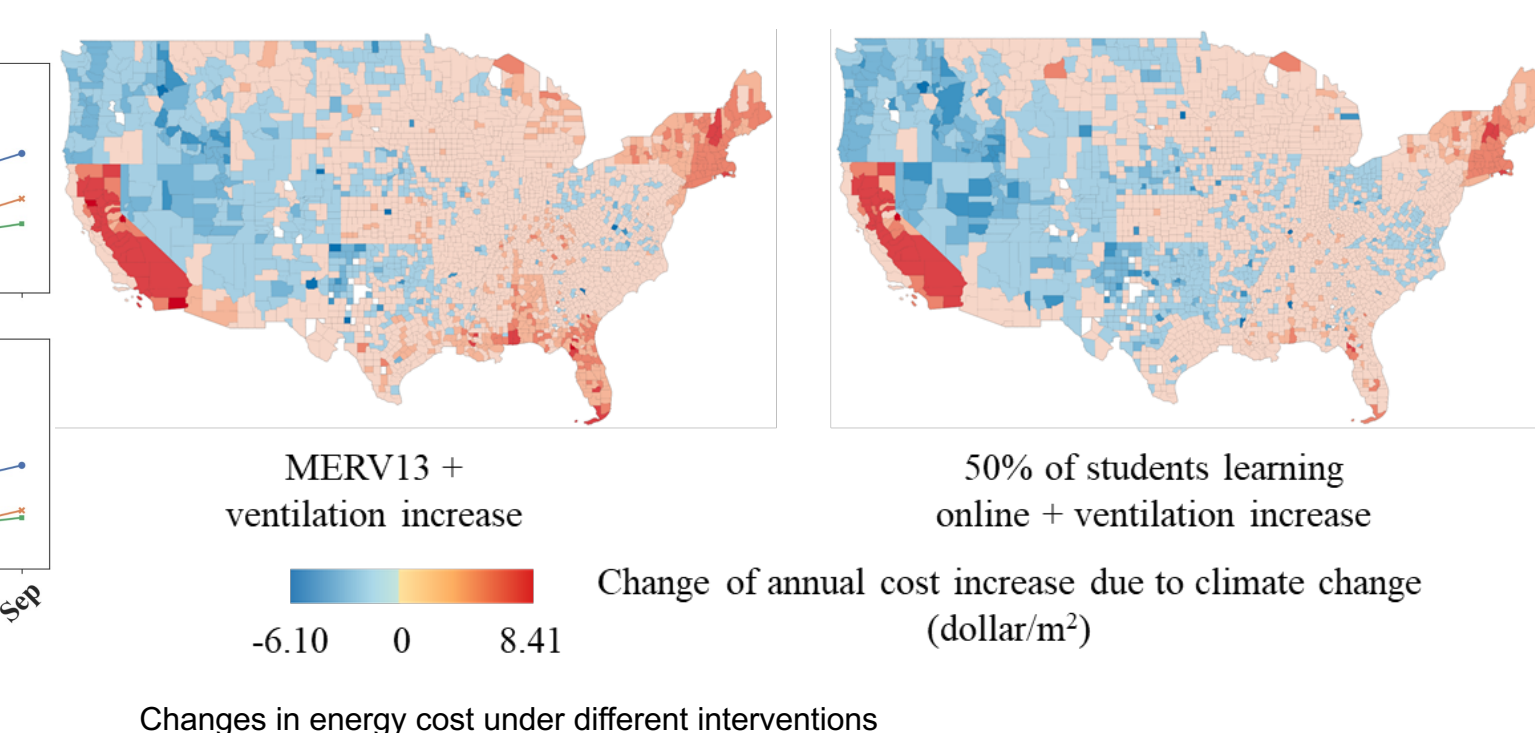 MERV13 +
ventilation increase
50% of students learning
online + ventilation increase
Sep
-6.10 0 8.41
Change of annual cost increase due to climate change
(dollar/m²)
Changes in energy cost under different interventions